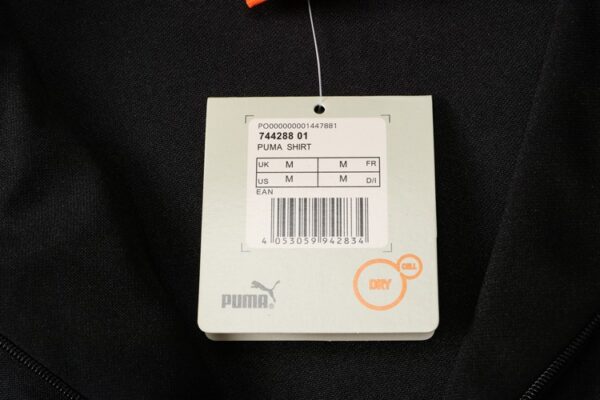 PO000000001447881
744288 01
PUMA SHIRT
UK M M FR
US M M D/I
EAN
4 053059 942834
PUMA®
DRY CELL